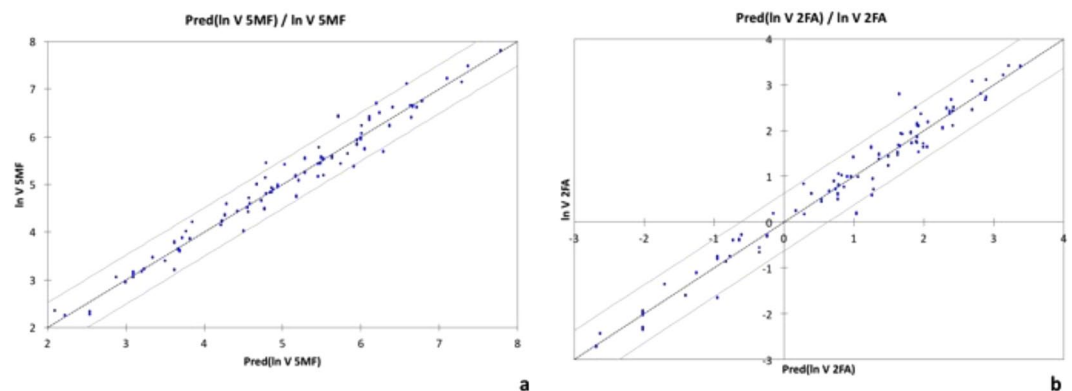 Pred(ln V 5MF) / ln V 5MF
8
7
6
5
4
3
2
2 3 4 5 6 7 8
ln V 5MF
Pred(ln V 5MF)
a
Pred(ln V 2FA) / ln V 2FA
4
3
2
1
0
-3 -2 -1 0 1 2 3 4
-1
-2
-3
ln V 2FA
Pred(ln V 2FA)
b